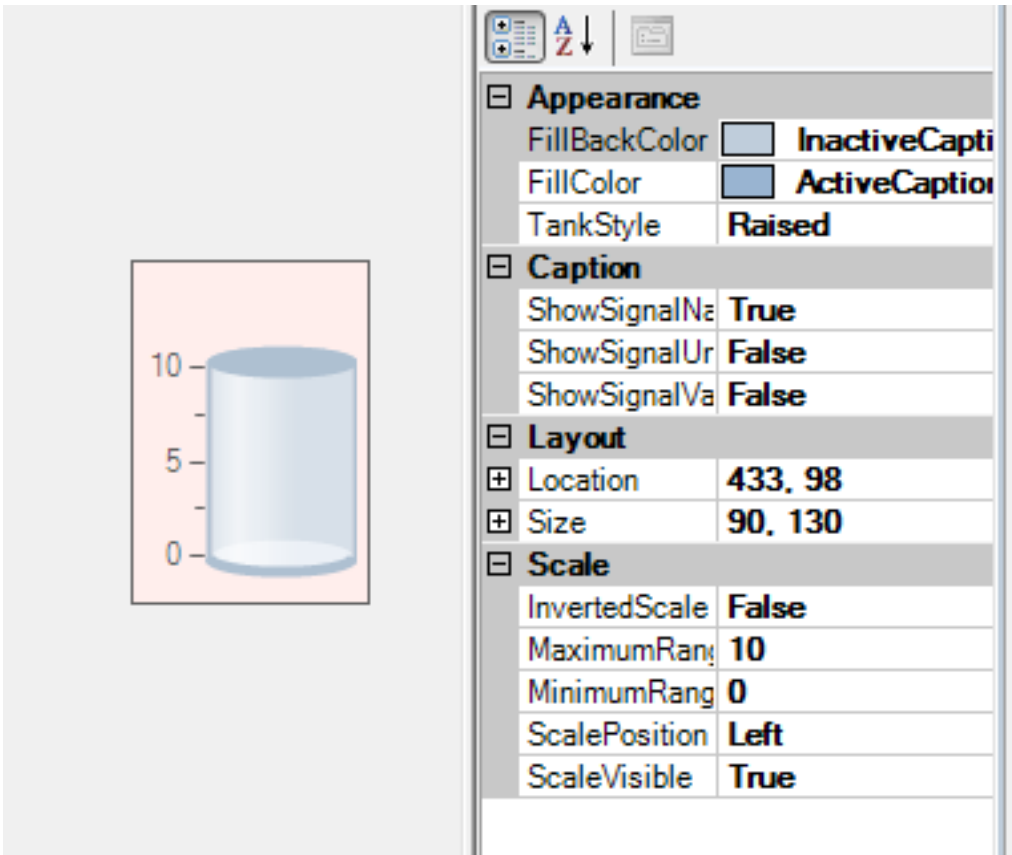 10
5
0
A
Z
Appearance
FillBackColor InactiveCapti
FillColor ActiveCaption
TankStyle Raised
Caption
ShowSignalNa True
ShowSignalUr False
ShowSignalVa False
Layout
Location 433, 98
Size 90, 130
Scale
InvertedScale False
MaximumRang 10
MinimumRang 0
ScalePosition Left
ScaleVisible True